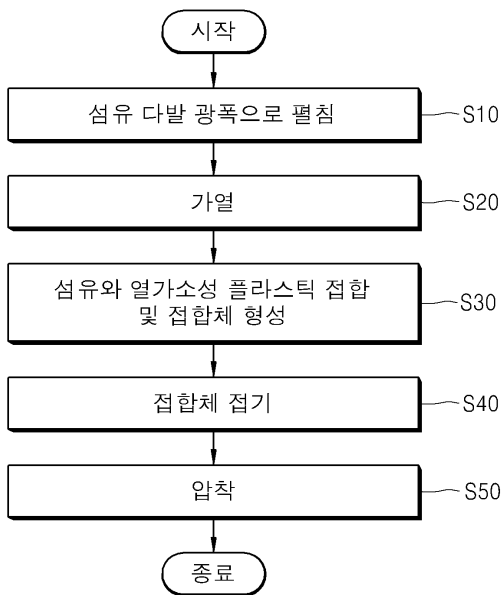 시작
섬유 다발 광폭으로 펼침
S10
가열
S20
섬유와 열가소성 플라스틱 접합
및 접합체 형성
S30
접합체 접기
S40
압착
S50
종료